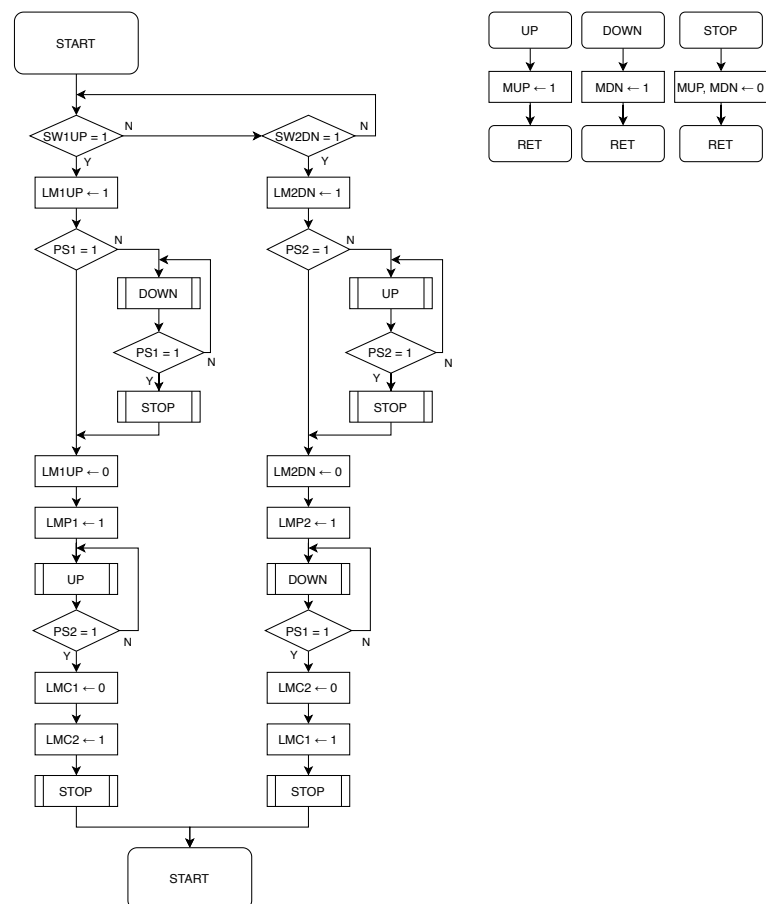 START
SW1UP = 1
N
Y
SW2DN = 1
N
Y
LM1UP ← 1
LM2DN ← 1
PS1 = 1
N
PS2 = 1
N
DOWN
UP
PS1 = 1
N
Y
PS2 = 1
N
Y
STOP
STOP
LM1UP ← 0
LM2DN ← 0
LMP1 ← 1
LMP2 ← 1
UP
DOWN
PS2 = 1
N
Y
PS1 = 1
N
Y
LMC1 ← 0
LMC2 ← 0
LMC2 ← 1
LMC1 ← 1
STOP
STOP
START
UP
MUP ← 1
RET
DOWN
MDN ← 1
RET
STOP
MUP, MDN ← 0
RET